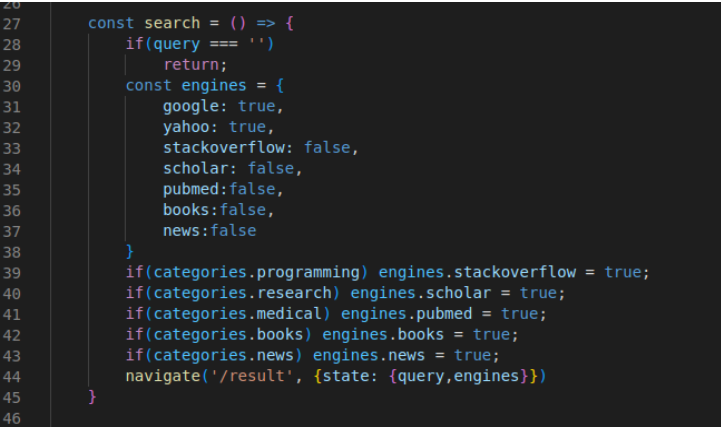 26
27 const search = () => {
28 if(query === '')
29 return;
30 const engines = {
31 google: true,
32 yahoo: true,
33 stackoverflow: false,
34 scholar: false,
35 pubmed:false,
36 books:false,
37 news:false
38 }
39 if(categories.programming) engines.stackoverflow = true;
40 if(categories.research) engines.scholar = true;
41 if(categories.medical) engines.pubmed = true;
42 if(categories.books) engines.books = true;
43 if(categories.news) engines.news = true;
44 navigate('/result', {state: {query,engines}})
45 }
46